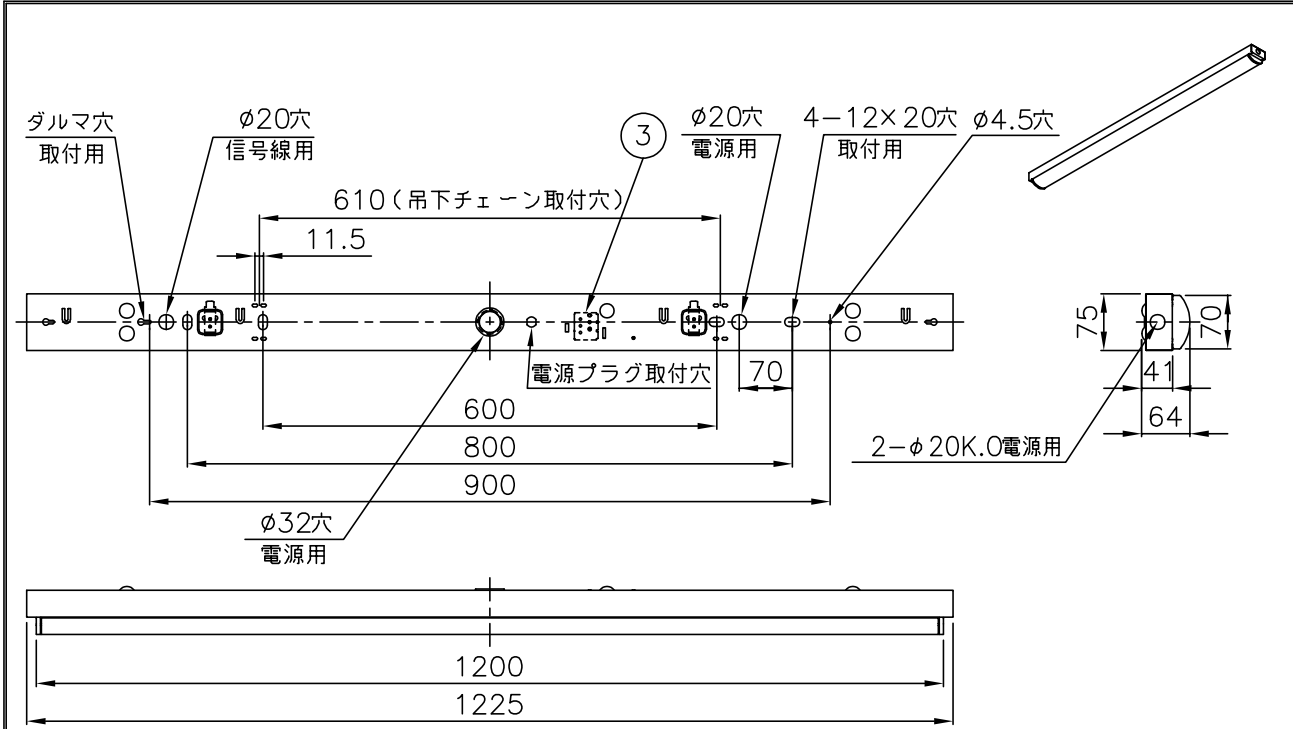 ダルマ穴
取付用
φ20穴
信号線用
③
φ20穴
電源用
4-12×20穴
取付用
φ4.5穴
610(吊下チェーン取付穴)
11.5
電源プラグ取付穴
70
600
800
900
φ32穴
電源用
75
70
41
64
2-φ20K.O電源用
1200
1225